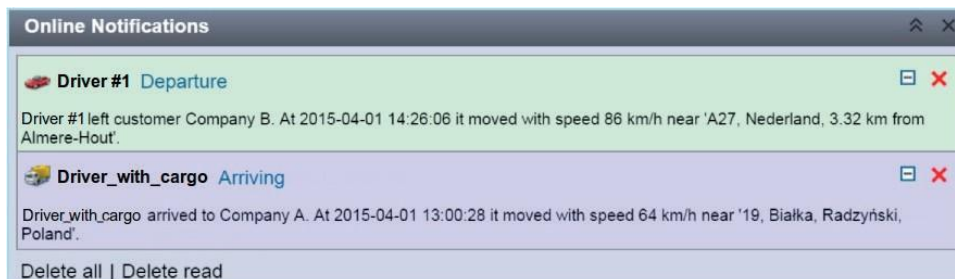 Online Notifications
Driver #1 Departure
Driver #1 left customer Company B. At 2015-04-01 14:26:06 it moved with speed 86 km/h near 'A27, Nederland, 3.32 km from
Almere-Hout'.
Driver_with_cargo Arriving
Driver_with_cargo arrived to Company A. At 2015-04-01 13:00:28 it moved with speed 64 km/h near '19, Białka, Radzyński,
Poland'.
Delete all | Delete read